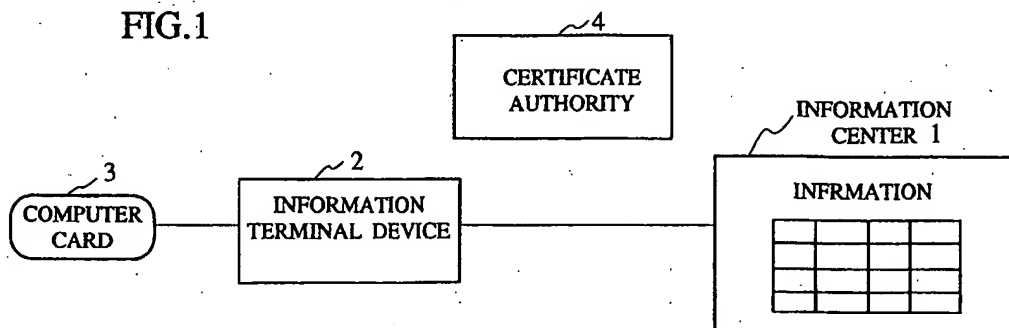 FIG.1
4
CERTIFICATE
AUTHORITY
INFORMATION
CENTER 1
3
COMPUTER
CARD
2
INFORMATION
TERMINAL DEVICE
INFRMATION